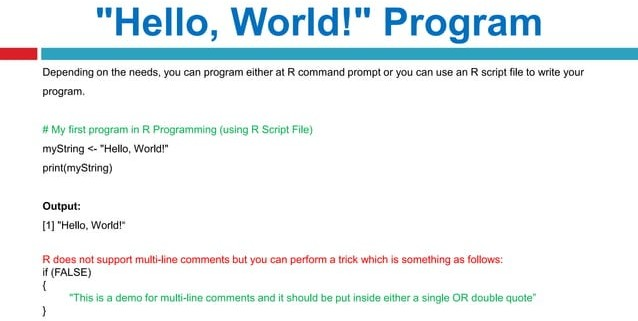 "Hello, World!" Program
Depending on the needs, you can program either at R command prompt or you can use an R script file to write your
program.
# My first program in R Programming (using R Script File)
myString <- "Hello, World!"
print(myString)
Output:
[1] "Hello, World!“
R does not support multi-line comments but you can perform a trick which is something as follows:
if (FALSE)
{
"This is a demo for multi-line comments and it should be put inside either a single OR double quote”
}